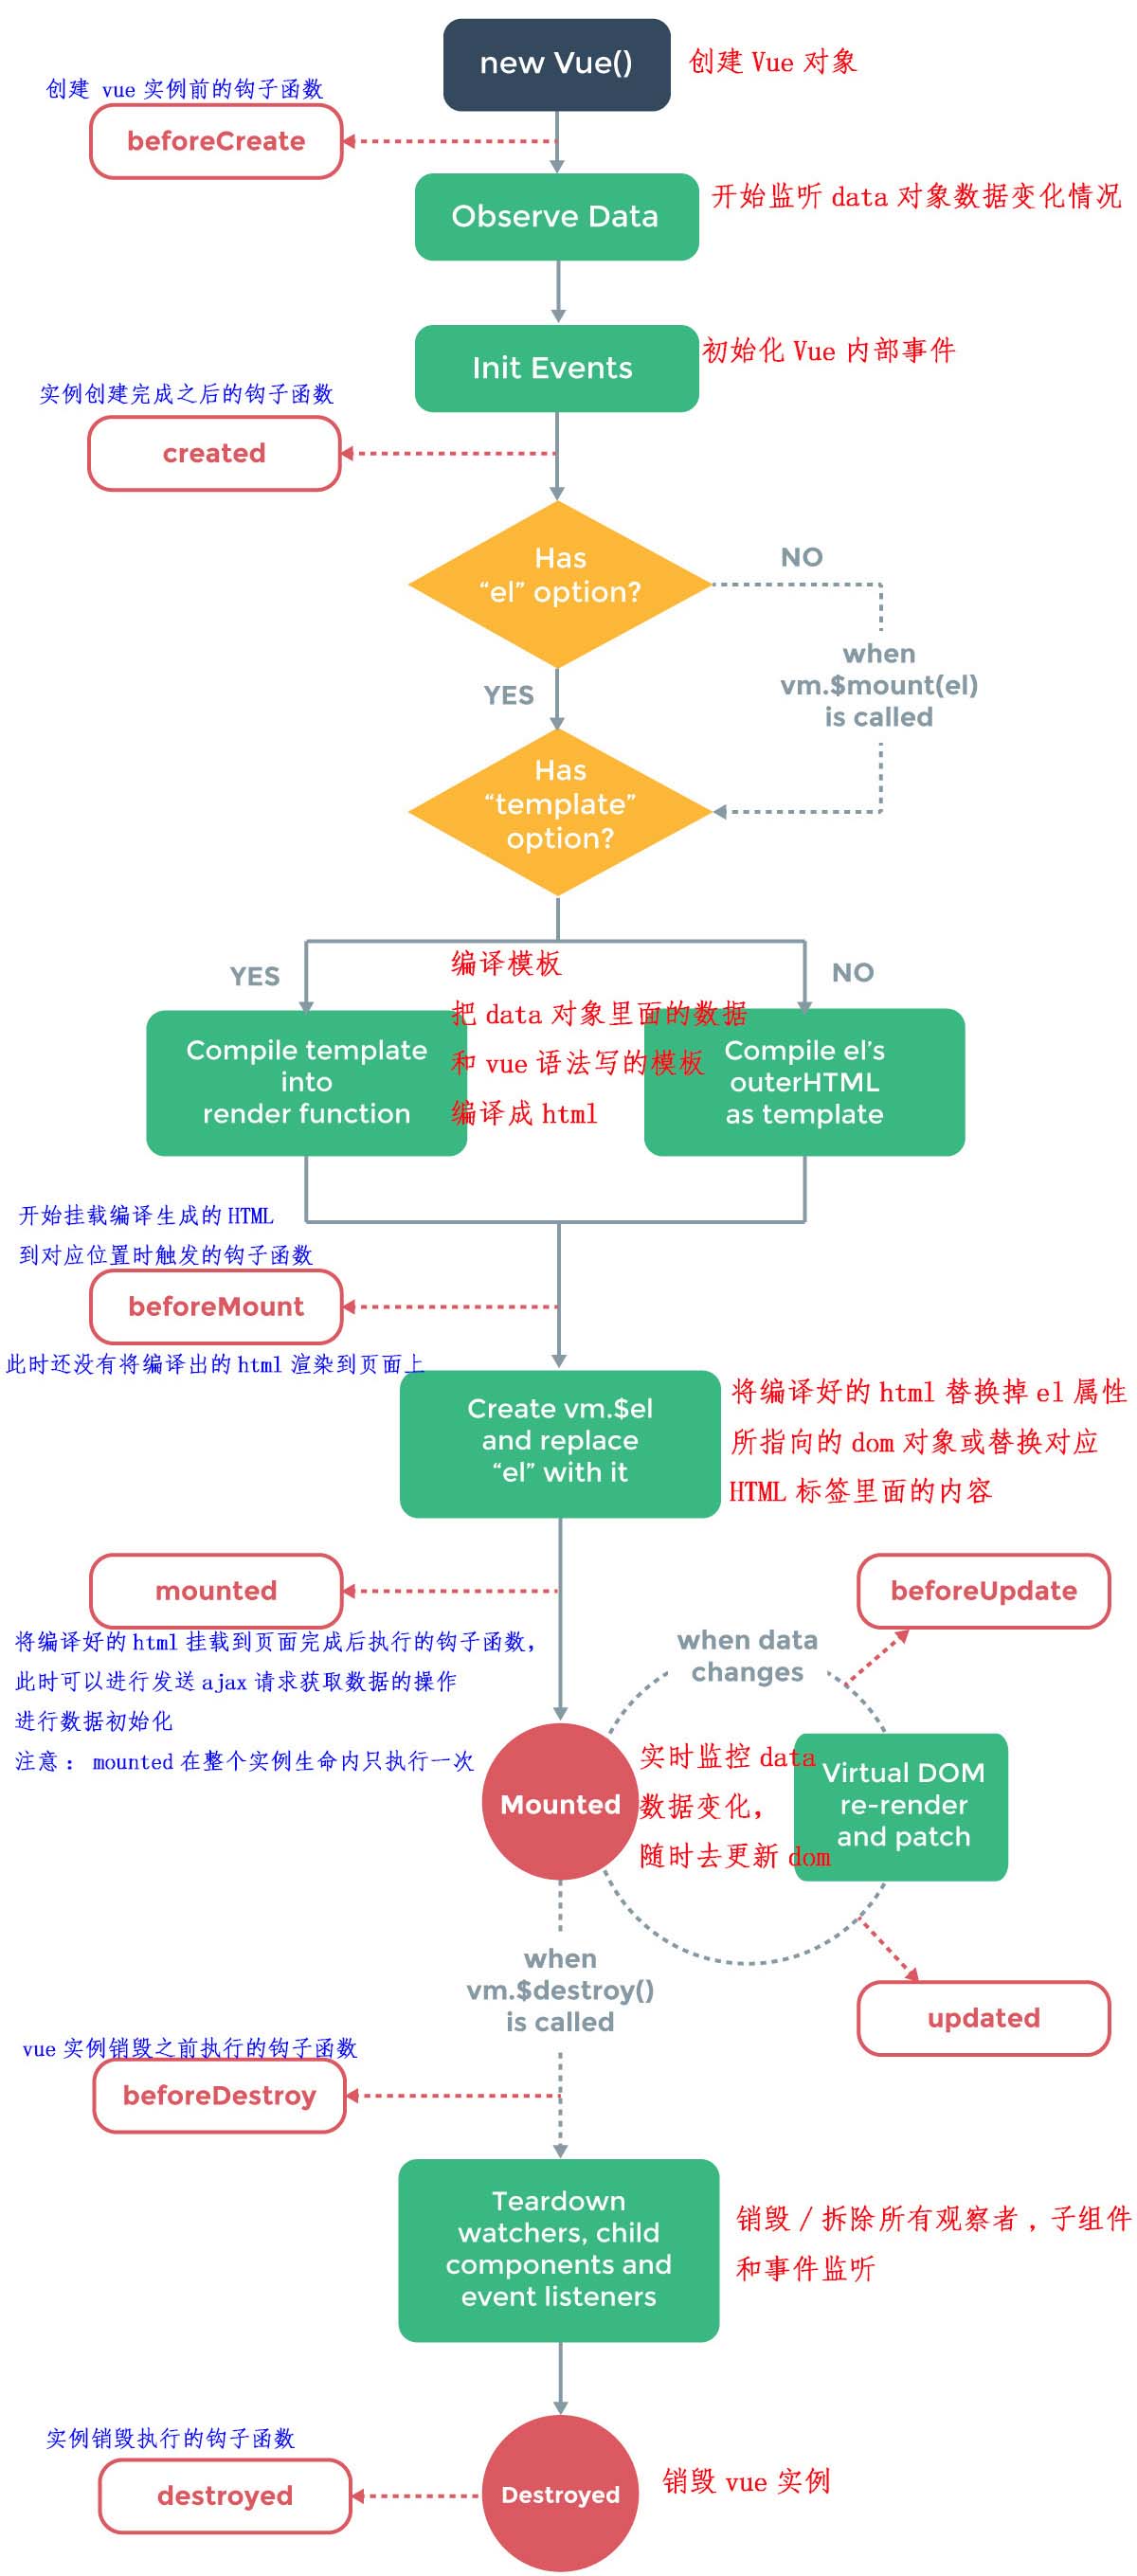 new Vue()
创建 Vue 对象
创建 vue 实例前的钩子函数
beforeCreate
Observe Data
开始监听 data 对象数据变化情况
Init Events
初始化 Vue 内部事件
实例创建完成之后的钩子函数
created
Has
“el” option?
NO
when
vm.$mount(el)
is called
YES
Has
“template”
option?
YES
NO
编译模板
把 data 对象里面的数据
和 vue 语法写的模板
编译成 html
Compile template
into
render function
Compile el’s
outerHTML
as template
开始挂载编译生成的 HTML
到对应位置时触发的钩子函数
beforeMount
此时还没有将编译出的 html 渲染到页面上
Create vm.$el
and replace
“el” with it
将编译好的 html 替换掉 el 属性
所指向的 dom 对象或替换对应
HTML 标签里面的内容
mounted
将编译好的 html 挂载到页面完成后执行的钩子函数,
此时可以进行发送 ajax 请求获取数据的操作
进行数据初始化
注意： mounted 在整个实例生命内只执行一次
beforeUpdate
when data
changes
Mounted
实时监控 data
数据变化,
随时去更新 dom
Virtual DOM
re-render
and patch
updated
when
vm.$destroy()
is called
vue 实例销毁之前执行的钩子函数
beforeDestroy
Teardown
watchers, child
components and
event listeners
销毁 / 拆除所有观察者 , 子组件
和事件监听
实例销毁执行的钩子函数
destroyed
Destroyed
销毁 vue 实例